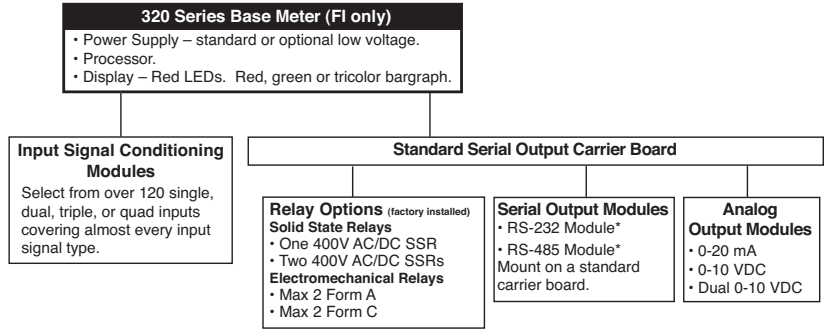 320 Series Base Meter (FI only)
• Power Supply – standard or optional low voltage.
• Processor.
• Display – Red LEDs. Red, green or tricolor bargraph.
Input Signal Conditioning
Modules
Select from over 120 single,
dual, triple, or quad inputs
covering almost every input
signal type.
Standard Serial Output Carrier Board
Relay Options (factory installed)
Solid State Relays
• One 400V AC/DC SSR
• Two 400V AC/DC SSRs
Electromechanical Relays
• Max 2 Form A
• Max 2 Form C
Serial Output Modules
• RS-232 Module*
• RS-485 Module*
Mount on a standard
carrier board.
Analog
Output Modules
• 0-20 mA
• 0-10 VDC
• Dual 0-10 VDC